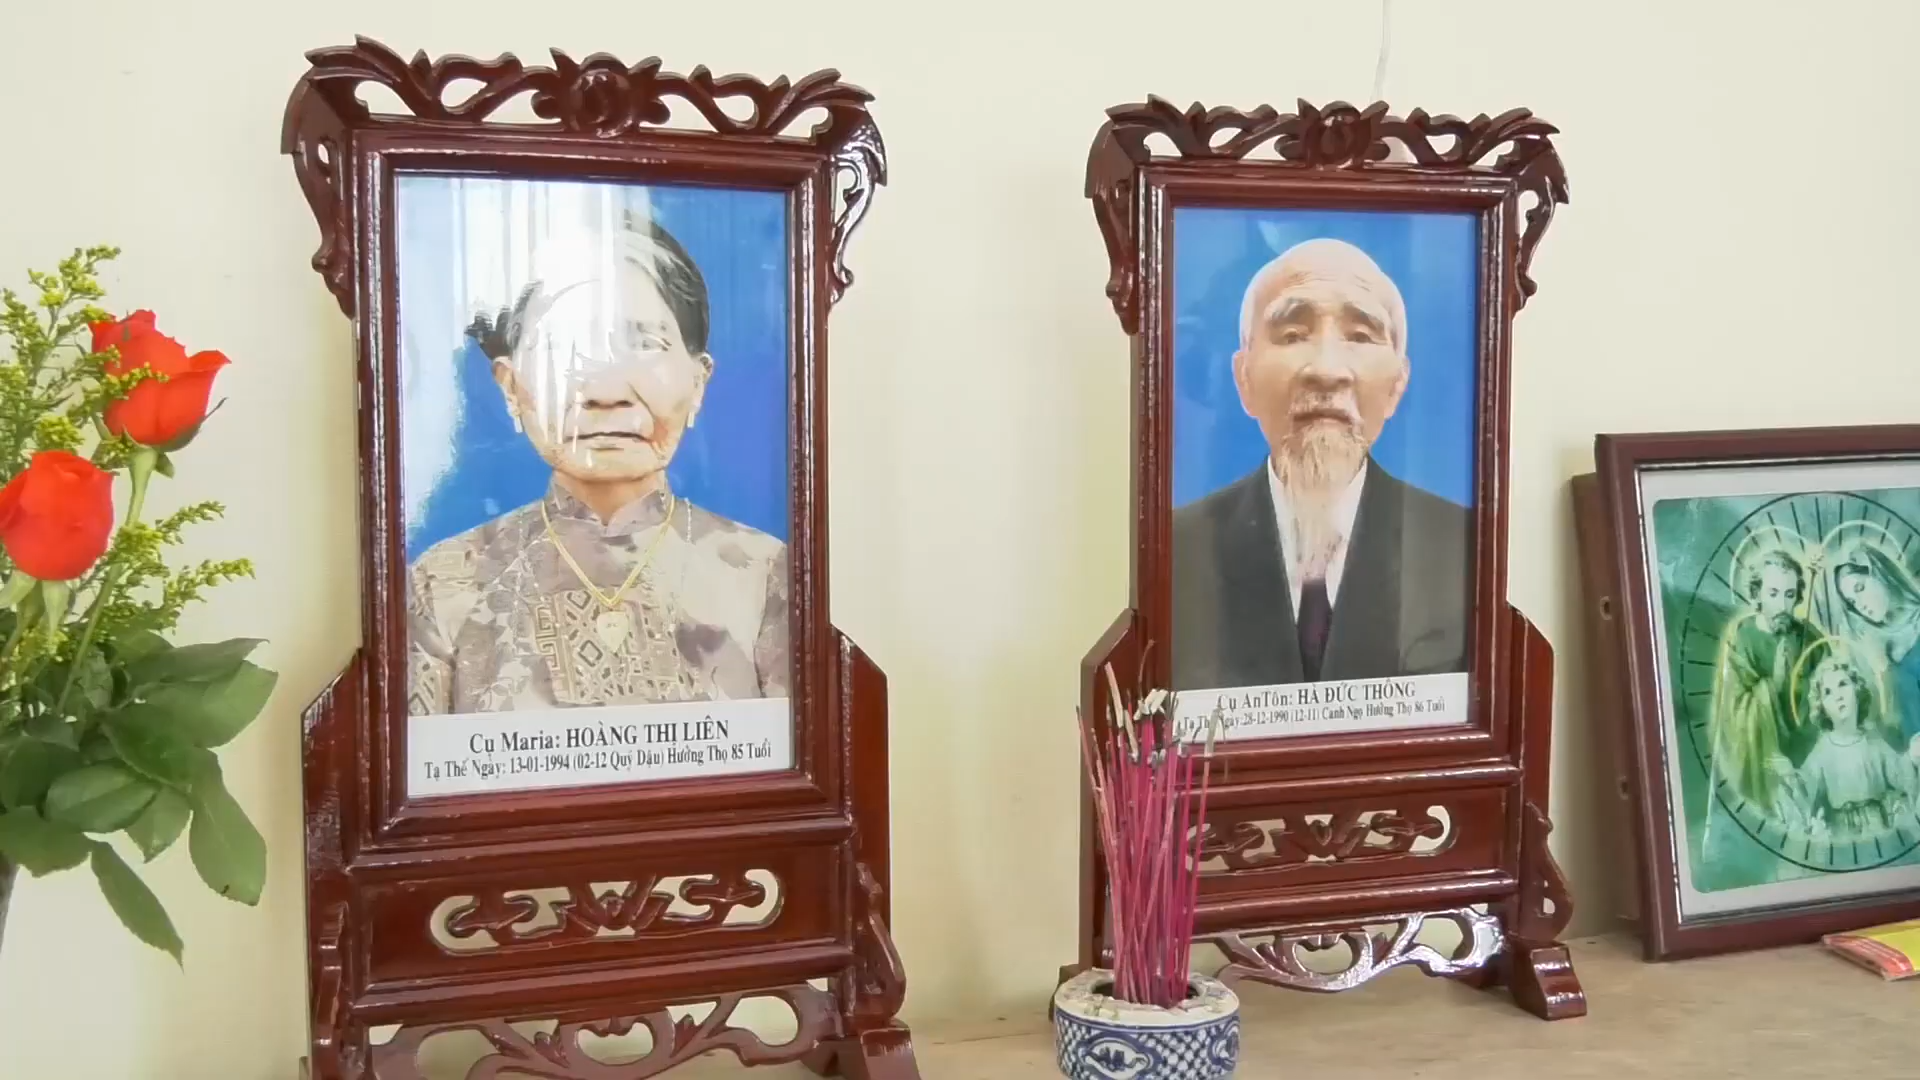 Cụ Maria: HOÀNG THỊ LIÊN
Tạ Thế Ngày: 13-01-1994 (02-12 Quý Dậu) Hưởng Thọ 85 Tuổi
Cụ AnTôn: HÀ ĐỨC THÔNG
Tạ Thế Ngày:28-12-1990 (12-11) Canh Ngọ Hưởng Thọ 86 Tuổi